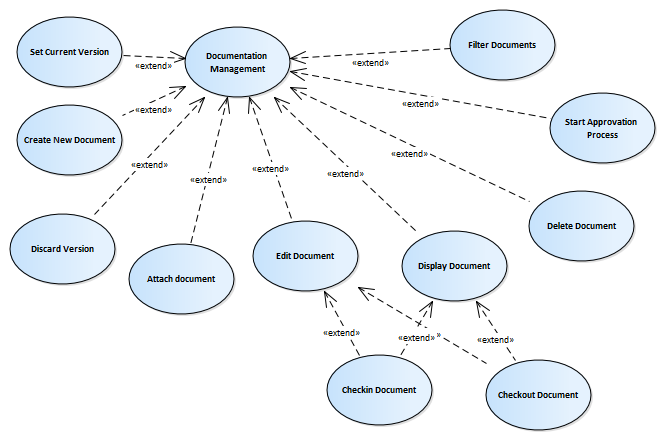 Filter Documents
Set Current Version
Documentation
Management
«extend»
«extend»
«extend»
«extend»
Start Approvation
Process
Create New Document
«extend»
«extend»
«extend»
«extend»
«extend»
Delete Document
Discard Version
Edit Document
Display Document
Attach document
«extend»
«extend»
»
«extend»
Checkin Document
Checkout Document